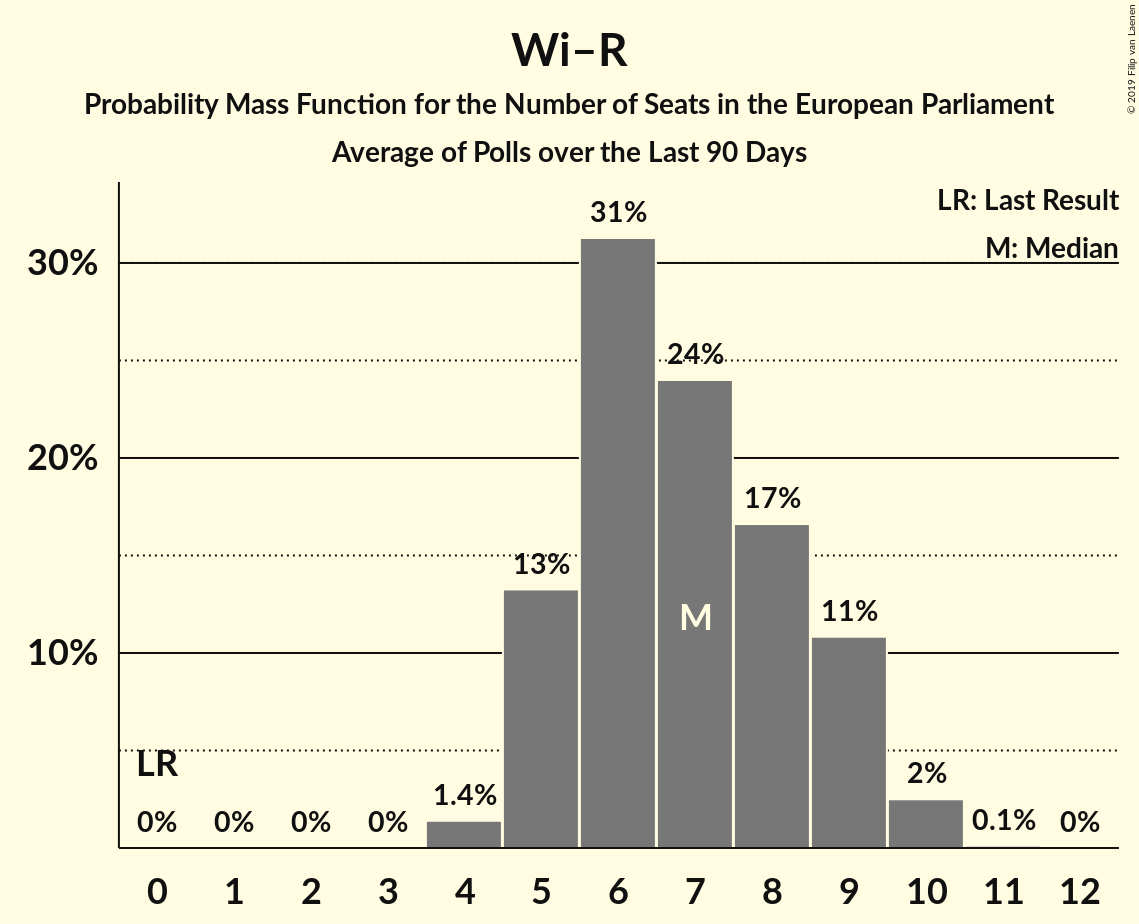 Wi–R
Probability Mass Function for the Number of Seats in the European Parliament
Average of Polls over the Last 90 Days
© 2019 Filip van Laenen
LR: Last Result
M: Median
31%
30%
24%
20%
17%
13%
11%
M
10%
LR
2%
1.4%
0% 0% 0% 0% 0.1% 0%
0 1 2 3 4 5 6 7 8 9 10 11 12